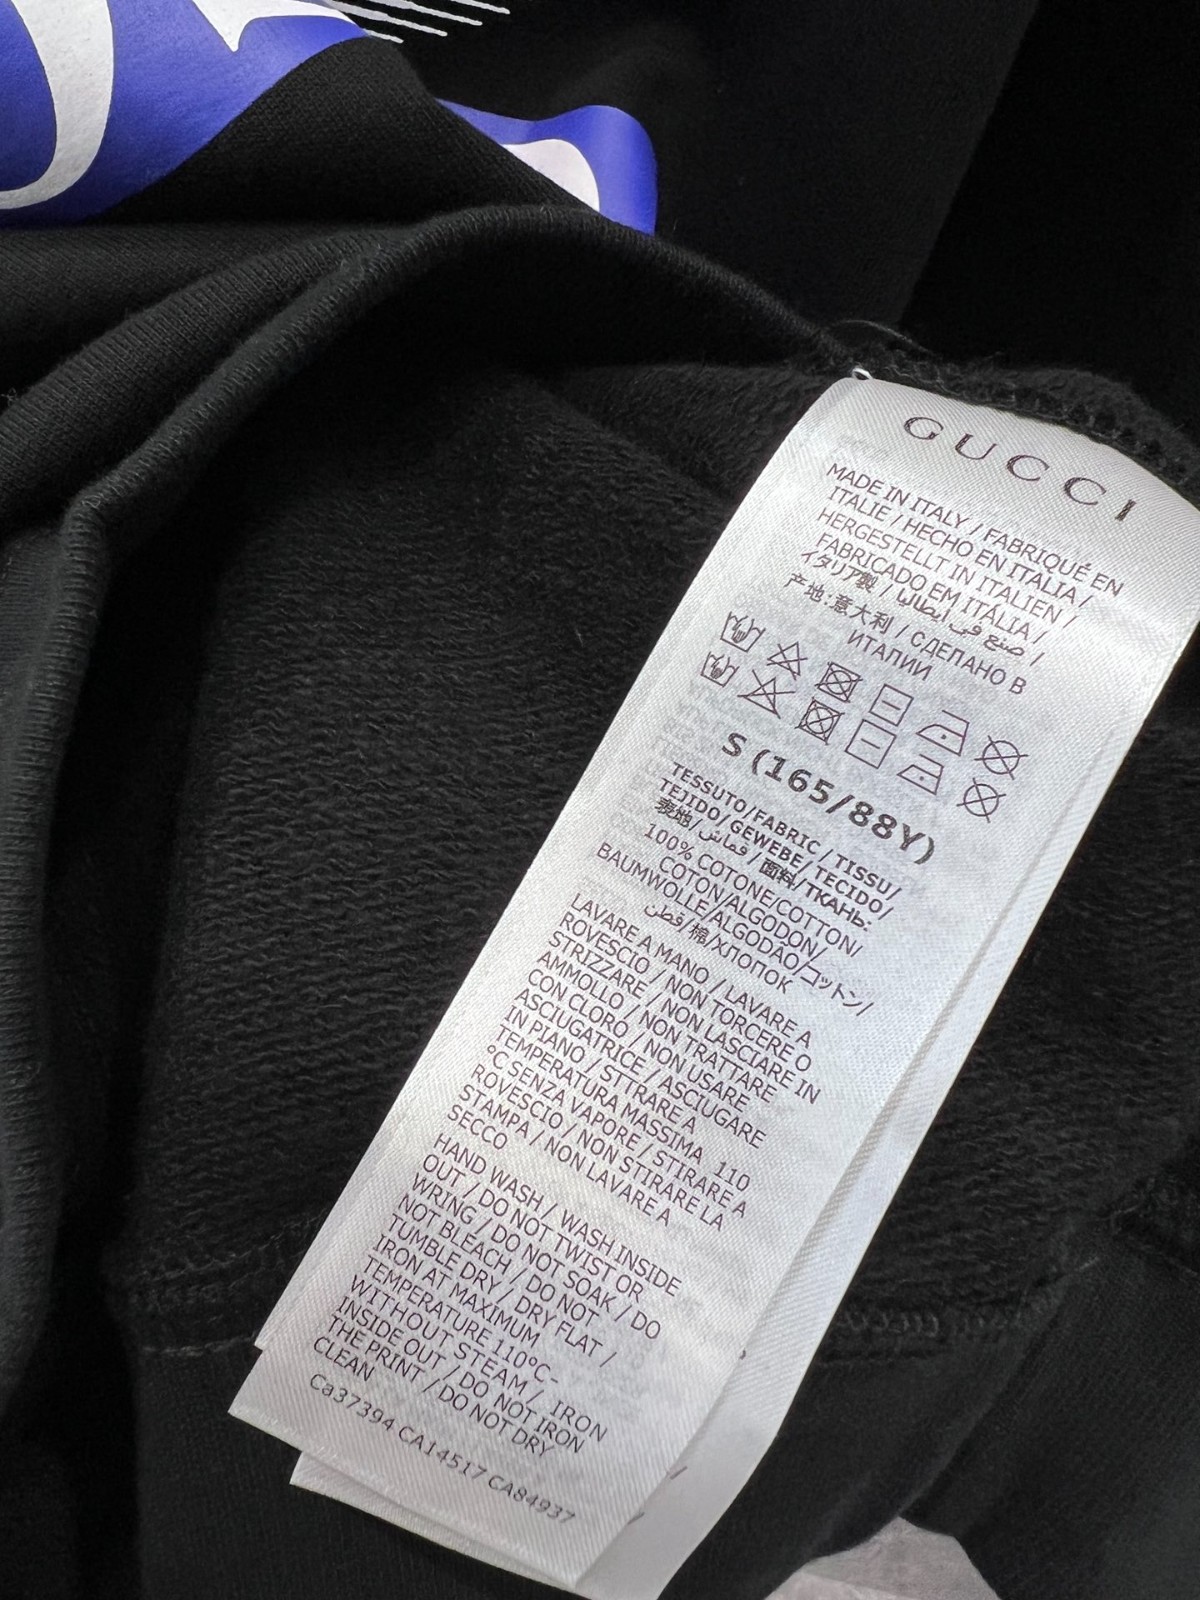 GUCCI
MADE IN ITALY / FABRIQUÉ EN
ITALIE / HECHO EN ITALIA /
HERGESTELLT IN ITALIEN /
FABRICADO EM ITÁLIA /
イタリア製 / صنع في ايطاليا /
产地:意大利 / СДЕЛАНО В
ИТАЛИИ
S (165/88Y)
TESSUTO/FABRIC / TISSU/
TEJIDO/ GEWEBE/TECIDO/
表地/قماش / 面料/ТКАНЬ:
100% COTONE/COTTON/
COTON/ALGODON/
BAUMWOLLE/ALGODÃO/コットン/
قطن/棉/ХЛОПОК
LAVARE A MANO / LAVARE A
ROVESCIO / NON TORCERE O
STRIZZARE / NON LASCIARE IN
AMMOLLO / NON TRATTARE
CON CLORO / NON USARE
ASCIUGATRICE / ASCIUGARE
IN PIANO / STIRARE A
TEMPERATURA MASSIMA 110
°C SENZA VAPORE / STIRARE A
ROVESCIO / NON STIRARE LA
STAMPA / NON LAVARE A
SECCO
HAND WASH / WASH INSIDE
OUT / DO NOT TWIST OR
WRING / DO NOT SOAK / DO
NOT BLEACH / DO NOT
TUMBLE DRY / DRY FLAT /
IRON AT MAXIMUM
TEMPERATURE 110°C-
WITHOUT STEAM / IRON
INSIDE OUT / DO NOT IRON
THE PRINT / DO NOT DRY
CLEAN
Ca37394 CA14517 CA84937